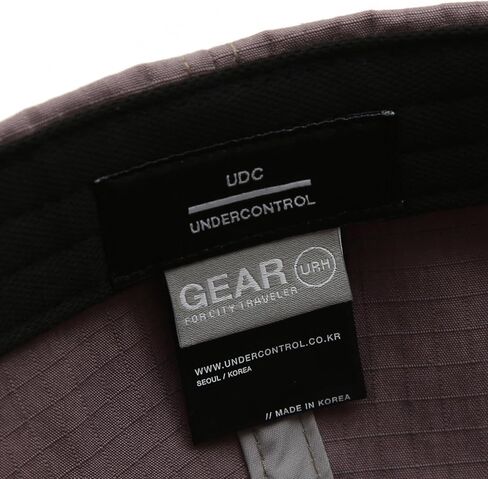 UDC
UNDERCONTROL
GEAR URH
FOR CITY TRAVELER
WWW.UNDERCONTROL.CO.KR
SEOUL / KOREA
// MADE IN KOREA